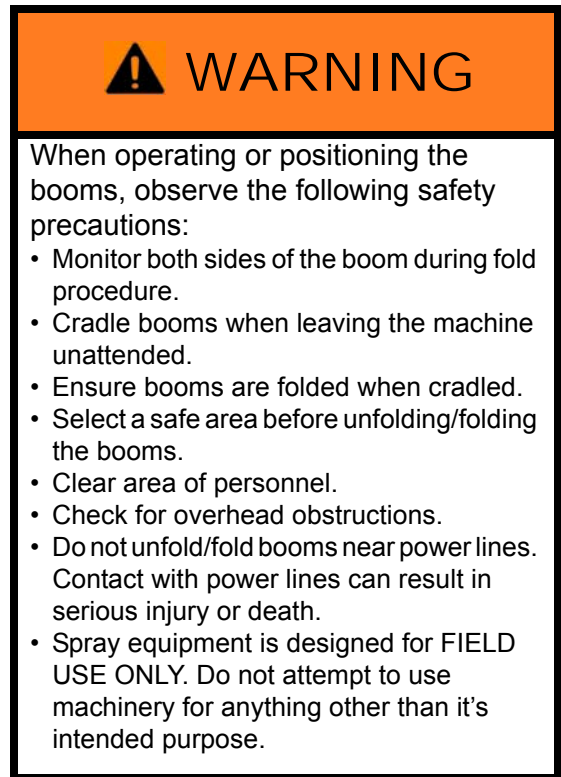 WARNING
When operating or positioning the
booms, observe the following safety
precautions:
• Monitor both sides of the boom during fold
procedure.
• Cradle booms when leaving the machine
unattended.
• Ensure booms are folded when cradled.
• Select a safe area before unfolding/folding
the booms.
• Clear area of personnel.
• Check for overhead obstructions.
• Do not unfold/fold booms near power lines.
Contact with power lines can result in
serious injury or death.
• Spray equipment is designed for FIELD
USE ONLY. Do not attempt to use
machinery for anything other than it’s
intended purpose.